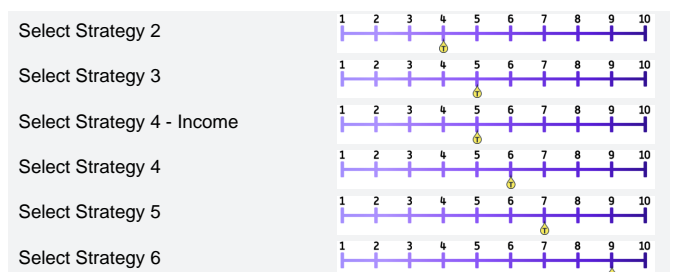 Select Strategy 2 1 2 3 4 5 6 7 8 9 10
T
Select Strategy 3 1 2 3 4 5 6 7 8 9 10
T
Select Strategy 4 - Income 1 2 3 4 5 6 7 8 9 10
T
Select Strategy 4 1 2 3 4 5 6 7 8 9 10
T
Select Strategy 5 1 2 3 4 5 6 7 8 9 10
T
Select Strategy 6 1 2 3 4 5 6 7 8 9 10